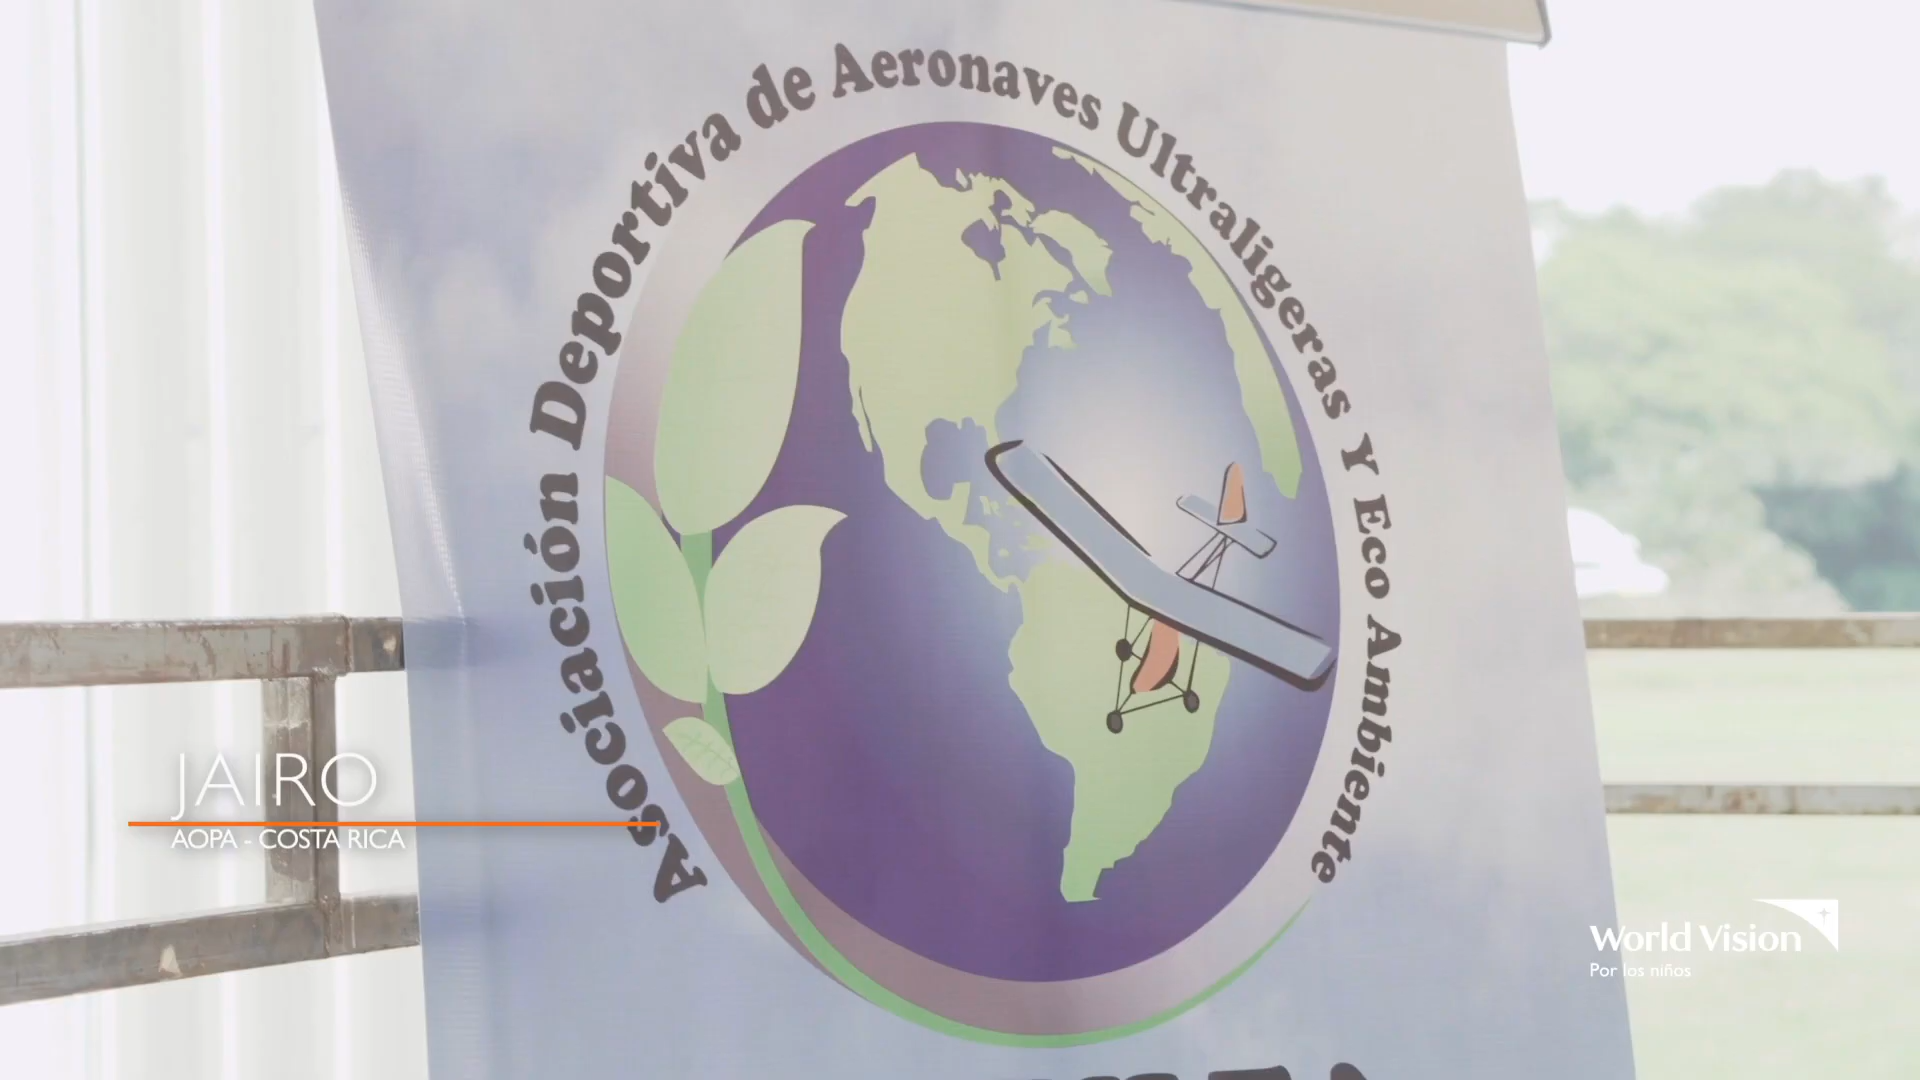 Asociación Deportiva de Aeronaves Ultraligeras Y Eco Ambiente
JAIRO
AOPA - COSTA RICA
World Vision
Por los niños